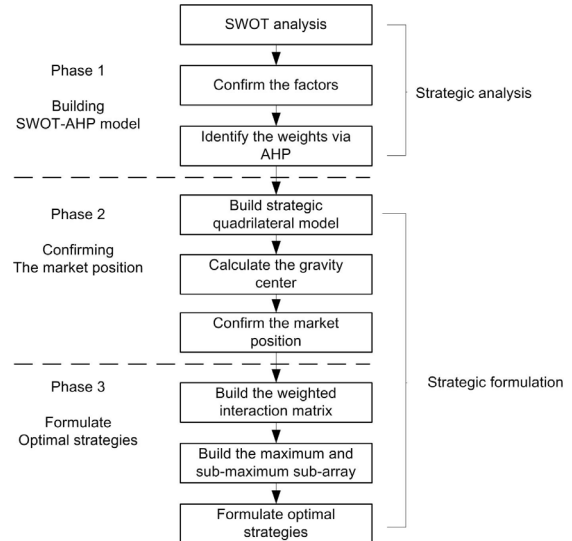 SWOT analysis
Phase 1
Confirm the factors
Strategic analysis
Building
SWOT-AHP model
Identify the weights via
AHP
Phase 2
Build strategic
quadrilateral model
Confirming
The market position
Calculate the gravity
center
Confirm the market
position
Strategic formulation
Phase 3
Build the weighted
interaction matrix
Formulate
Optimal strategies
Build the maximum and
sub-maximum sub-array
Formulate optimal
strategies